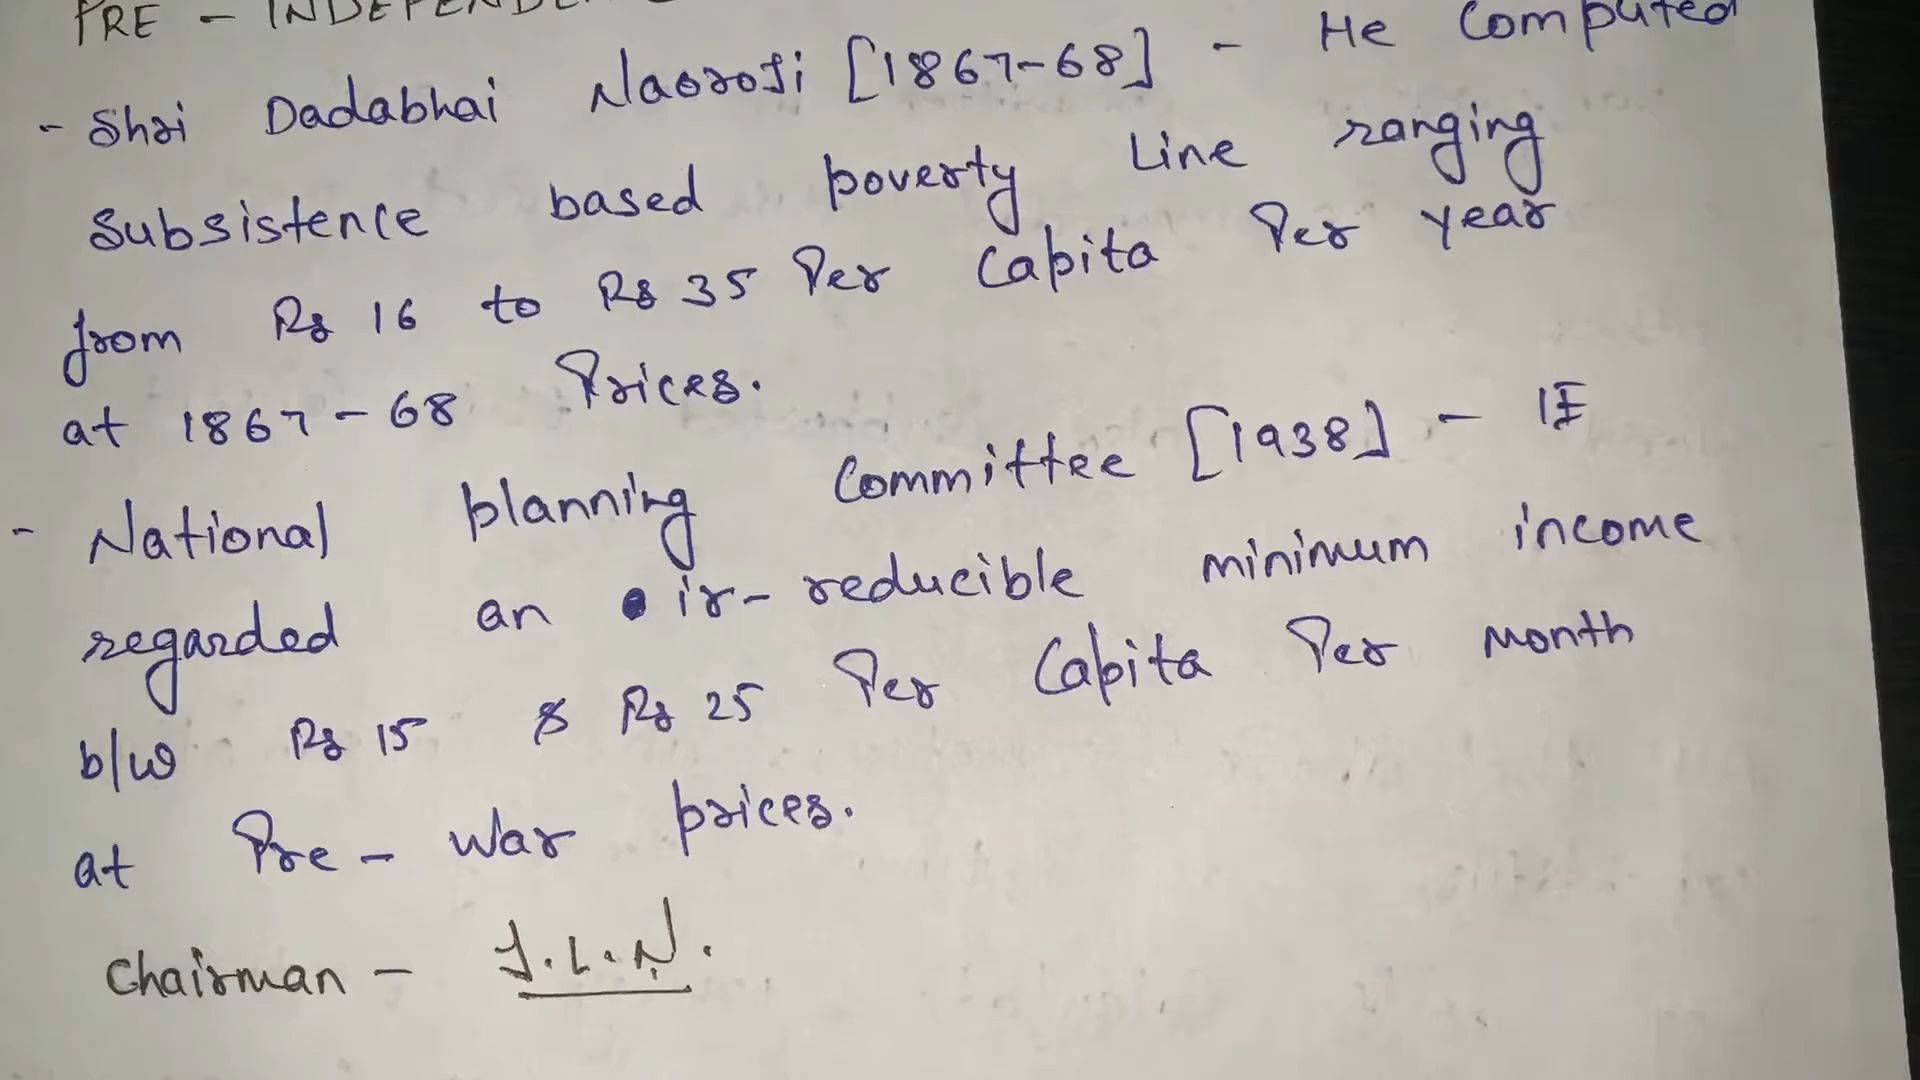 PRE - INDEPENDEN
- Shri Dadabhai Naoroji [1867-68] - He Computed
Subsistence based poverty Line ranging
from Rs 16 to Rs 35 Per Capita Per Year
at 1867-68 Prices.
- National planning Committee [1938] - It
regarded an ir-reducible minimum income
b/w Rs 15 & Rs 25 Per Capita Per Month
at Pre - War prices.
Chairman - J.L.N.